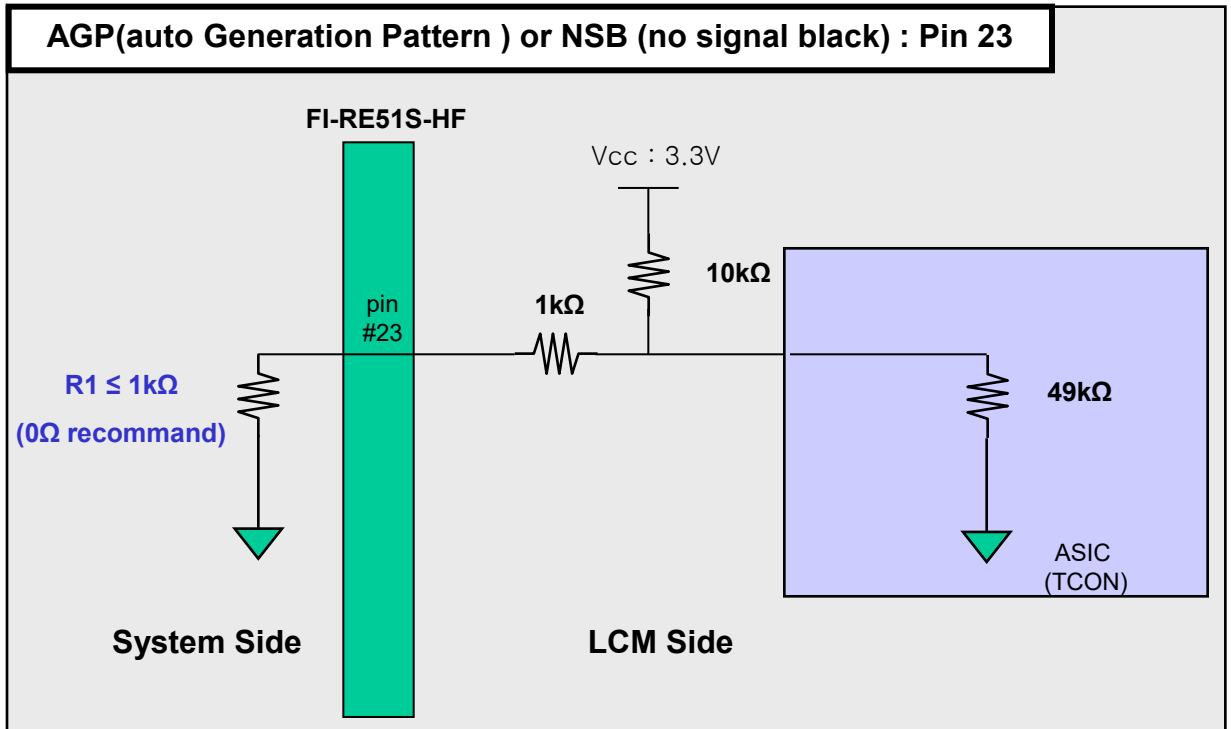 AGP(auto Generation Pattern ) or NSB (no signal black) : Pin 23
FI-RE51S-HF
Vcc : 3.3V
10kΩ
1kΩ
pin
#23
R1 ≤ 1kΩ
(0Ω recommand)
49kΩ
ASIC
(TCON)
System Side
LCM Side